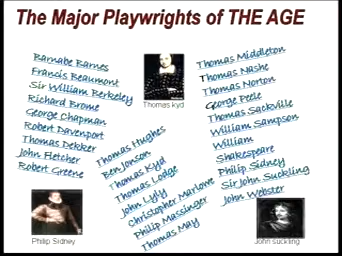 The Major Playwrights of THE AGE
Barnabe Barnes
Francis Beaumont
Sir William Berkeley
Richard Brome
George Chapman
Robert Davenport
Thomas Dekker
John Fletcher
Robert Greene
Thomas kyd
Thomas Hughes
Ben Jonson
Thomas Kyd
Thomas Lodge
John Lyly
Christopher Marlowe
Philip Massinger
Thomas May
Thomas Middleton
Thomas Nashe
Thomas Norton
George Peele
Thomas Sackville
William Sampson
William
Shakespeare
Philip Sidney
Sir John Suckling
John Webster
Philip Sidney
John suckling